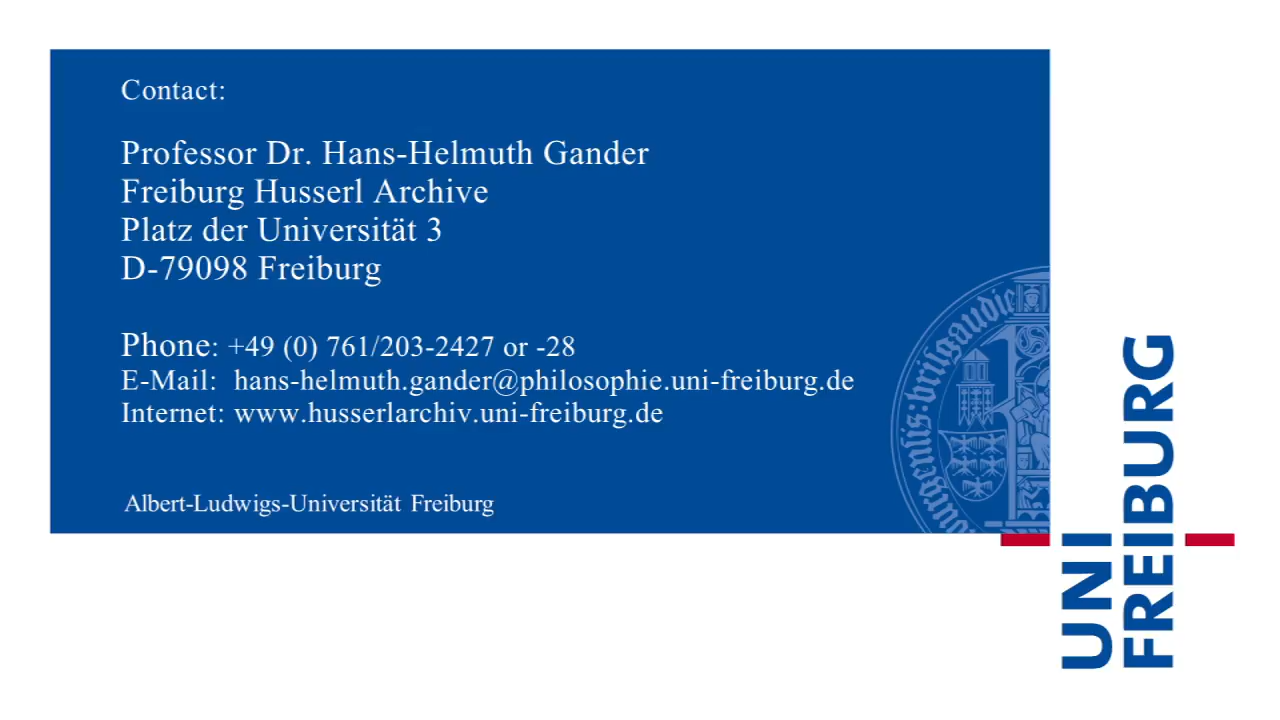 Contact:
Professor Dr. Hans-Helmuth Gander
Freiburg Husserl Archive
Platz der Universität 3
D-79098 Freiburg
Phone: +49 (0) 761/203-2427 or -28
E-Mail:  hans-helmuth.gander@philosophie.uni-freiburg.de
Internet: www.husserlarchiv.uni-freiburg.de
Albert-Ludwigs-Universität Freiburg
UNI
FREIBURG